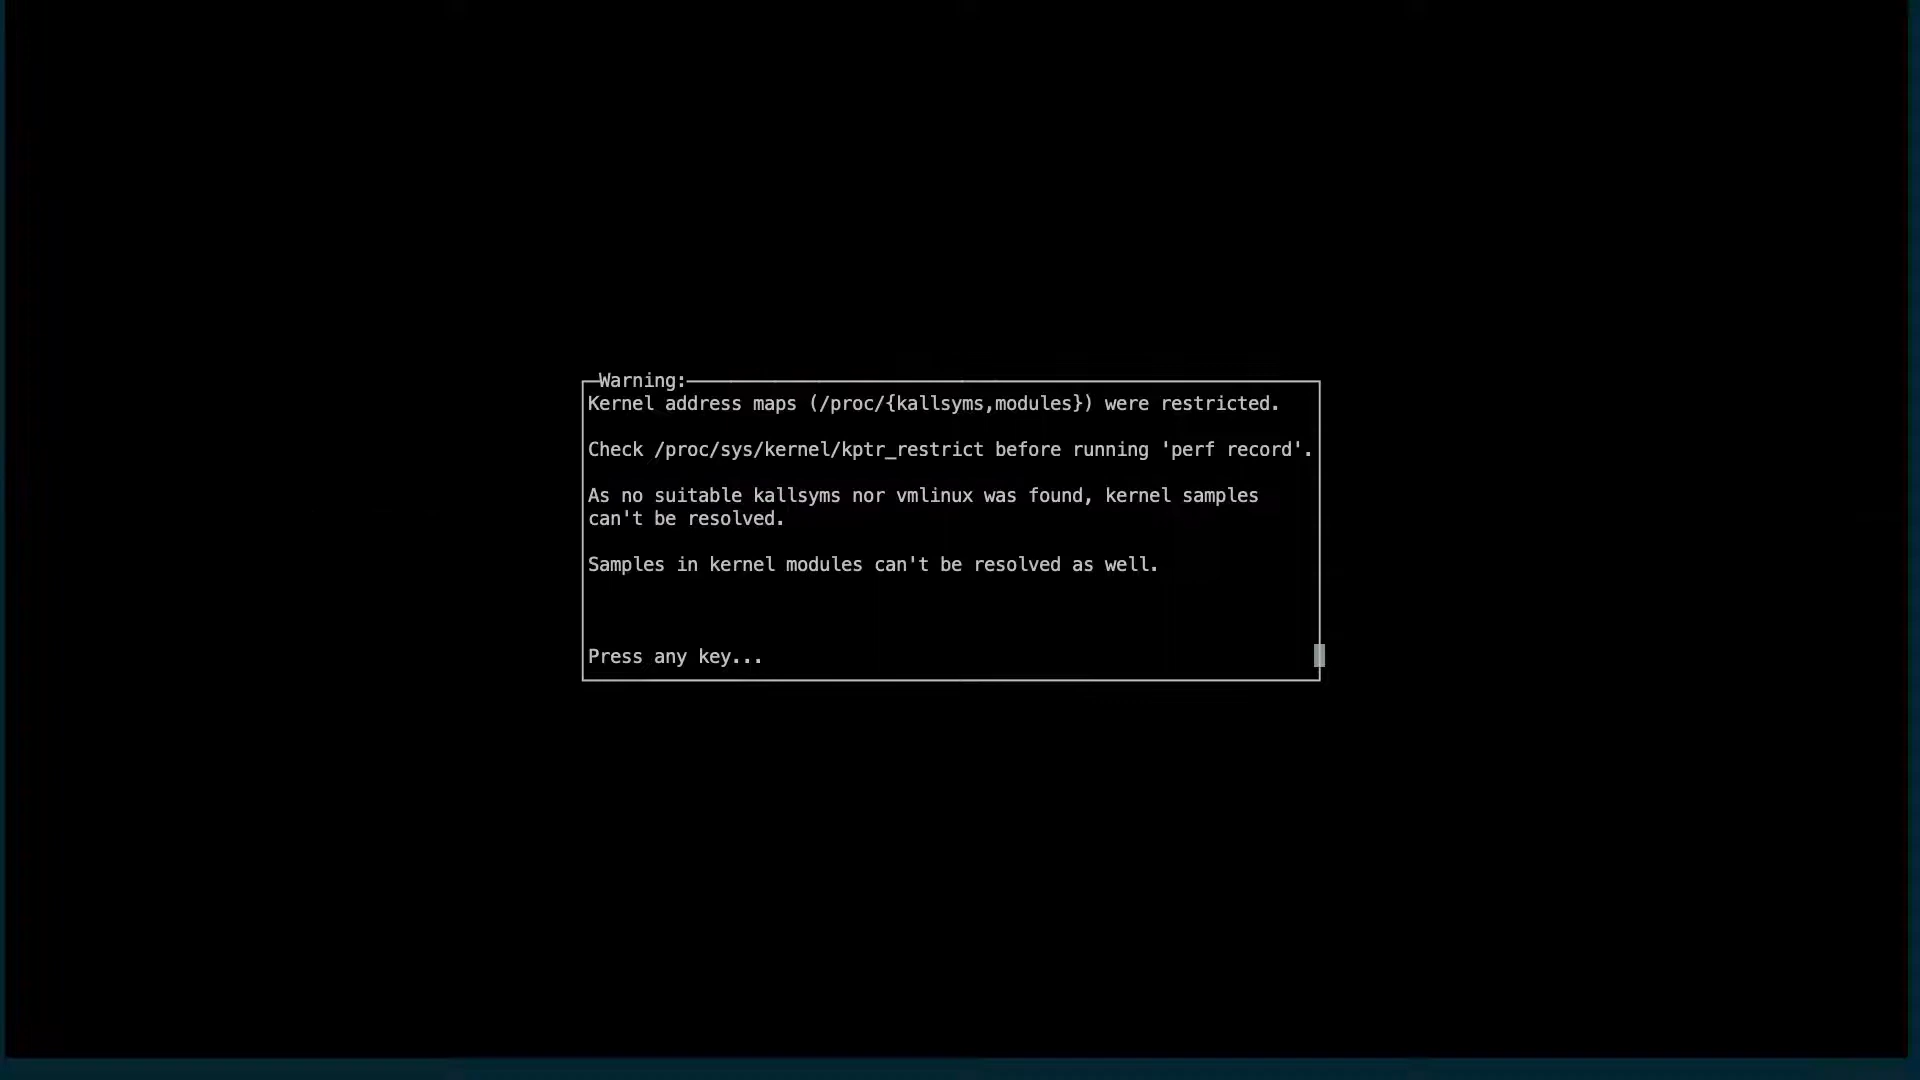 Warning:
Kernel address maps (/proc/{kallsyms,modules}) were restricted.
Check /proc/sys/kernel/kptr_restrict before running 'perf record'.
As no suitable kallsyms nor vmlinux was found, kernel samples
can't be resolved.
Samples in kernel modules can't be resolved as well.
Press any key...